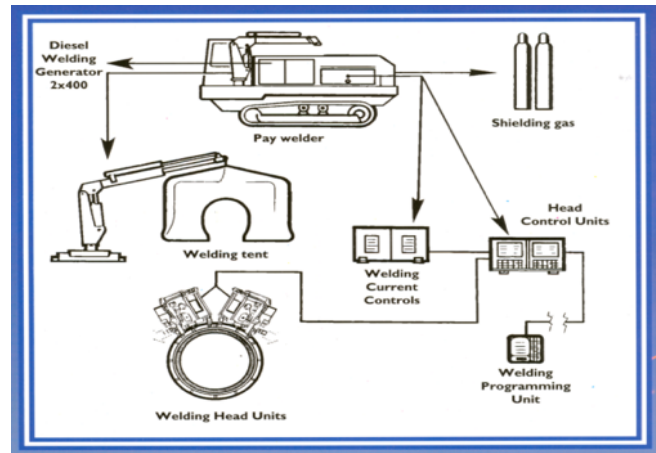 Diesel
Welding
Generator
2x400
Pay welder
Shielding gas
Welding tent
Head
Control Units
Welding
Current
Controls
Welding
Programming
Unit
Welding Head Units